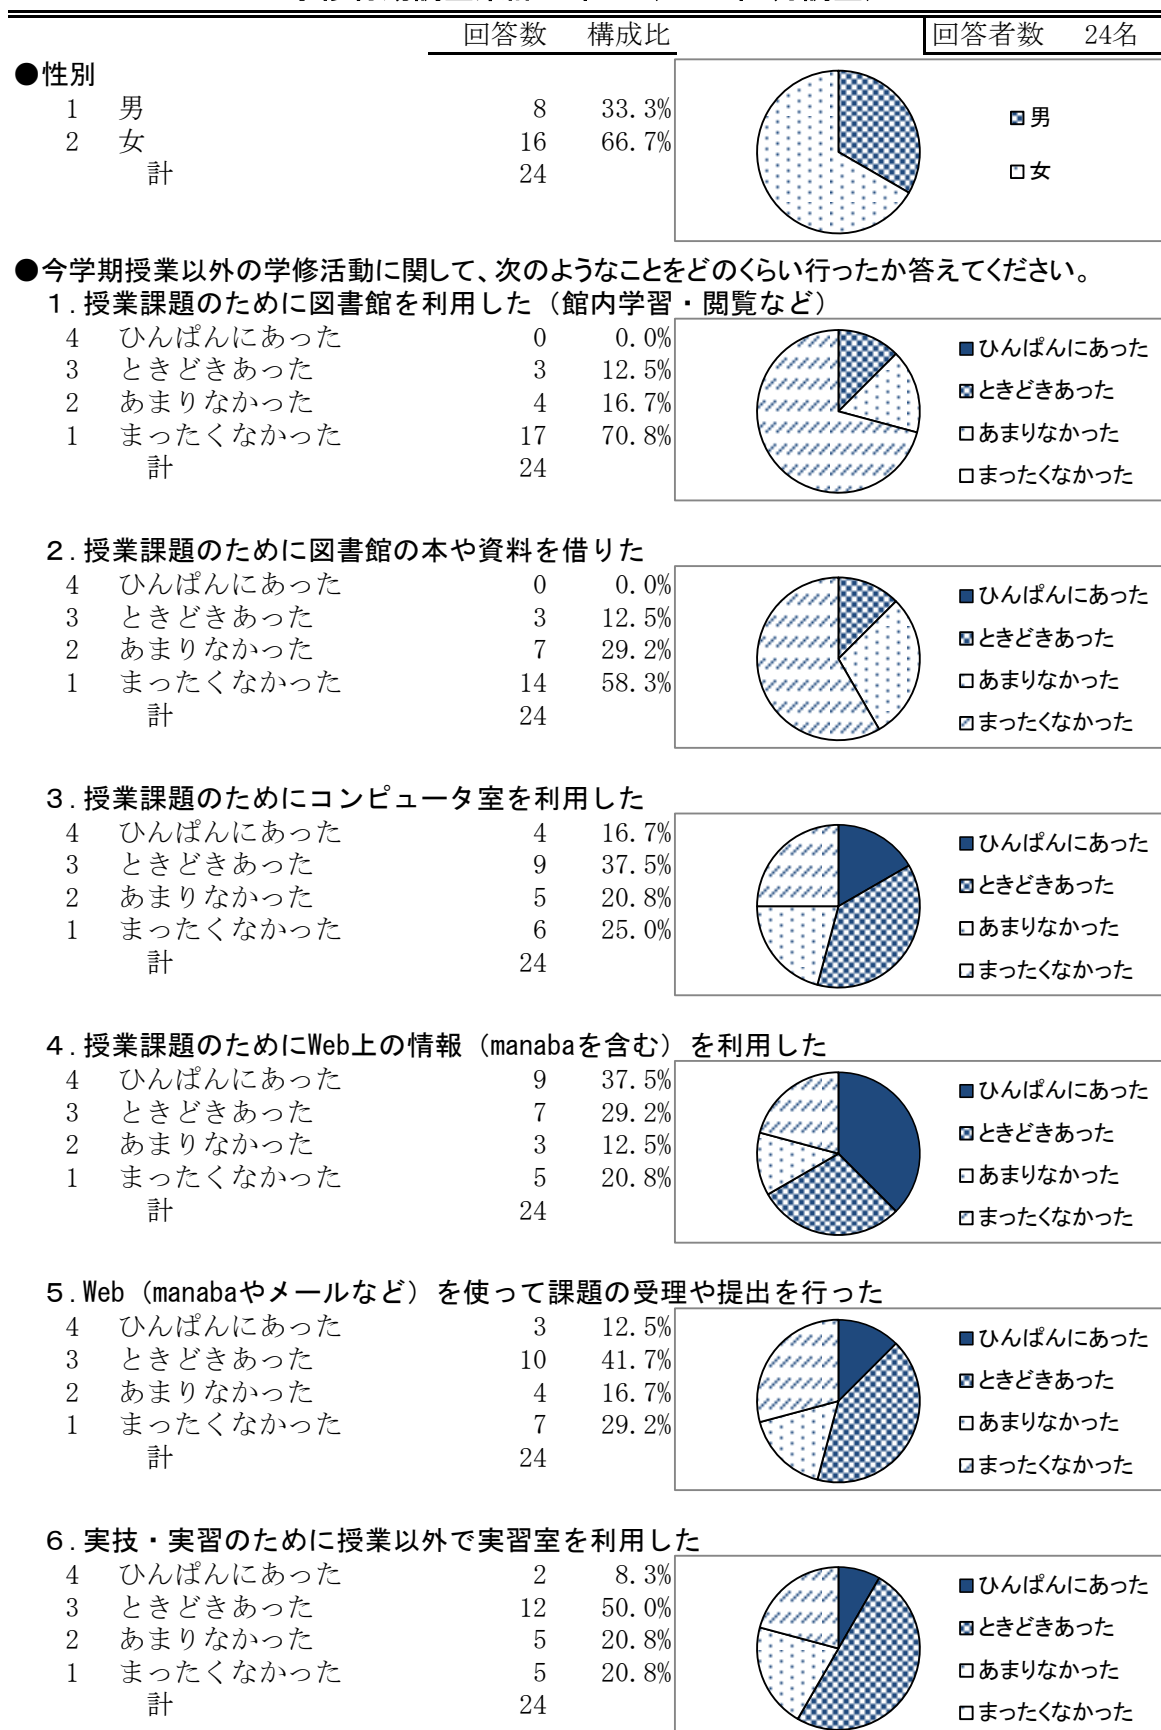 回答数 構成比 回答者数 24名
●性別
1 男 8 33.3%
2 女 16 66.7%
計 24
男
女
●今学期授業以外の学修活動に関して、次のようなことをどのくらい行ったか答えてください。
１.授業課題のために図書館を利用した（館内学習・閲覧など）
4 ひんぱんにあった 0 0.0%
3 ときどきあった 3 12.5%
2 あまりなかった 4 16.7%
1 まったくなかった 17 70.8%
計 24
ひんぱんにあった
ときどきあった
あまりなかった
まったくなかった
２.授業課題のために図書館の本や資料を借りた
4 ひんぱんにあった 0 0.0%
3 ときどきあった 3 12.5%
2 あまりなかった 7 29.2%
1 まったくなかった 14 58.3%
計 24
ひんぱんにあった
ときどきあった
あまりなかった
まったくなかった
３.授業課題のためにコンピュータ室を利用した
4 ひんぱんにあった 4 16.7%
3 ときどきあった 9 37.5%
2 あまりなかった 5 20.8%
1 まったくなかった 6 25.0%
計 24
ひんぱんにあった
ときどきあった
あまりなかった
まったくなかった
４.授業課題のためにWeb上の情報（manabaを含む）を利用した
4 ひんぱんにあった 9 37.5%
3 ときどきあった 7 29.2%
2 あまりなかった 3 12.5%
1 まったくなかった 5 20.8%
計 24
ひんぱんにあった
ときどきあった
あまりなかった
まったくなかった
５.Web（manabaやメールなど）を使って課題の受理や提出を行った
4 ひんぱんにあった 3 12.5%
3 ときどきあった 10 41.7%
2 あまりなかった 4 16.7%
1 まったくなかった 7 29.2%
計 24
ひんぱんにあった
ときどきあった
あまりなかった
まったくなかった
６.実技・実習のために授業以外で実習室を利用した
4 ひんぱんにあった 2 8.3%
3 ときどきあった 12 50.0%
2 あまりなかった 5 20.8%
1 まったくなかった 5 20.8%
計 24
ひんぱんにあった
ときどきあった
あまりなかった
まったくなかった